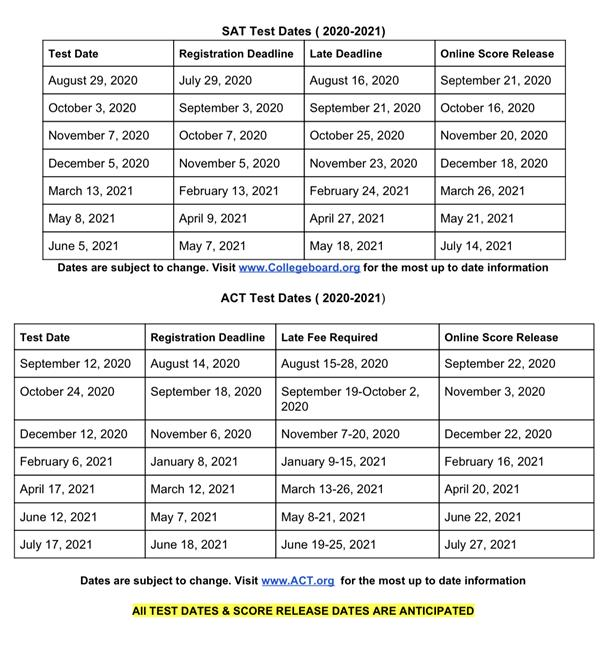 SAT Test Dates ( 2020-2021)
Test Date Registration Deadline Late Deadline Online Score Release
August 29, 2020 July 29, 2020 August 16, 2020 September 21, 2020
October 3, 2020 September 3, 2020 September 21, 2020 October 16, 2020
November 7, 2020 October 7, 2020 October 25, 2020 November 20, 2020
December 5, 2020 November 5, 2020 November 23, 2020 December 18, 2020
March 13, 2021 February 13, 2021 February 24, 2021 March 26, 2021
May 8, 2021 April 9, 2021 April 27, 2021 May 21, 2021
June 5, 2021 May 7, 2021 May 18, 2021 July 14, 2021
Dates are subject to change. Visit www.Collegeboard.org for the most up to date information
ACT Test Dates ( 2020-2021)
Test Date Registration Deadline Late Fee Required Online Score Release
September 12, 2020 August 14, 2020 August 15-28, 2020 September 22, 2020
October 24, 2020 September 18, 2020 September 19-October 2, November 3, 2020
2020
December 12, 2020 November 6, 2020 November 7-20, 2020 December 22, 2020
February 6, 2021 January 8, 2021 January 9-15, 2021 February 16, 2021
April 17, 2021 March 12, 2021 March 13-26, 2021 April 20, 2021
June 12, 2021 May 7, 2021 May 8-21, 2021 June 22, 2021
July 17, 2021 June 18, 2021 June 19-25, 2021 July 27, 2021
Dates are subject to change. Visit www.ACT.org for the most up to date information
All TEST DATES & SCORE RELEASE DATES ARE ANTICIPATED